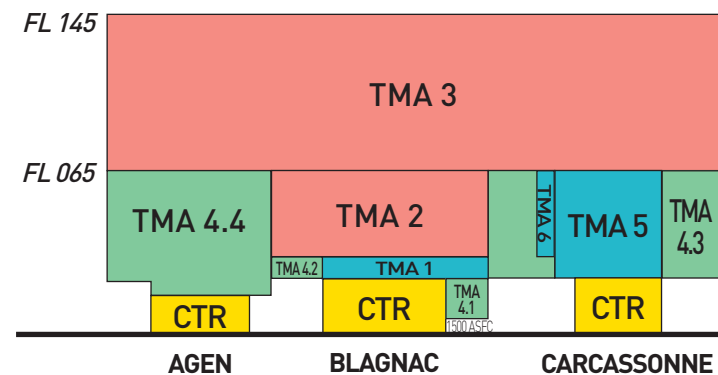 FL 145
TMA 3
FL 065
TMA 4.4
TMA 2
TMA 6
TMA 5
TMA
4.3
TMA 4.2
TMA 1
CTR
CTR
TMA
4.1
1500 ASFC
CTR
AGEN
BLAGNAC
CARCASSONNE